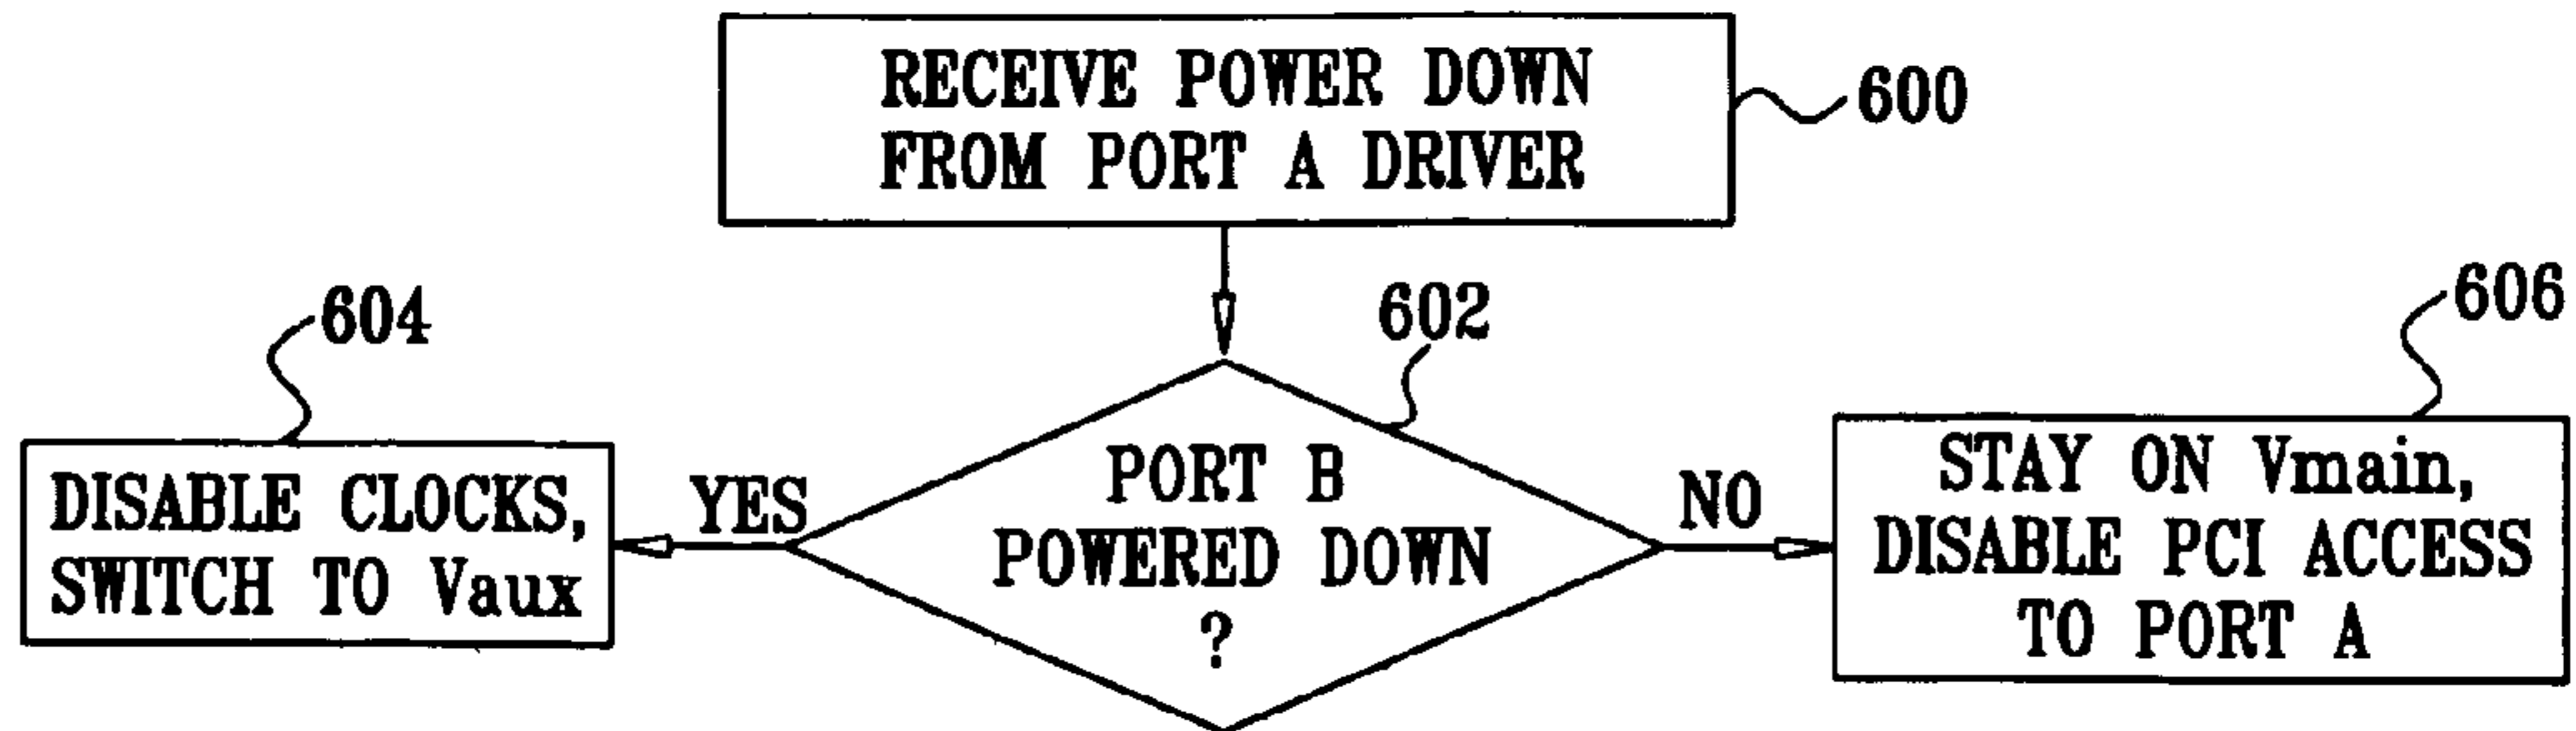 RECEIVE POWER DOWN
FROM PORT A DRIVER
600
602
PORT B
POWERED DOWN
?
YES
604
DISABLE CLOCKS,
SWITCH TO Vaux
NO
606
STAY ON Vmain,
DISABLE PCI ACCESS
TO PORT A